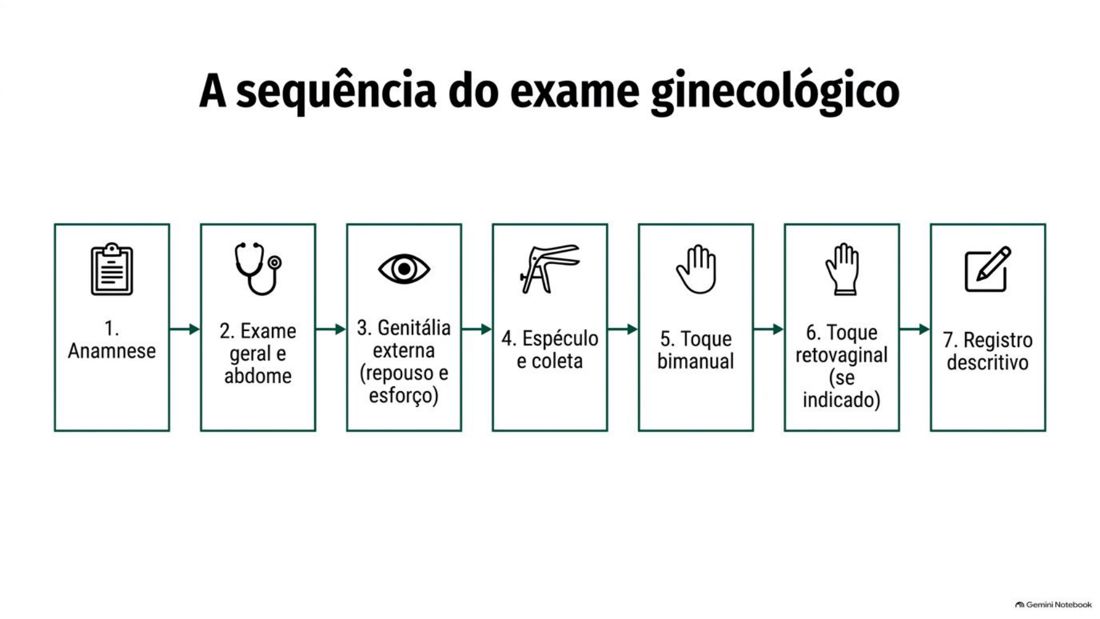 A sequência do exame ginecológico
1.
Anamnese
2. Exame
geral e
abdome
3. Genitália
externa
(repouso e
esforço)
4. Espéculo
e coleta
5. Toque
bimanual
6. Toque
retovaginal
(se
indicado)
7. Registro
descritivo
Gemini Notebook